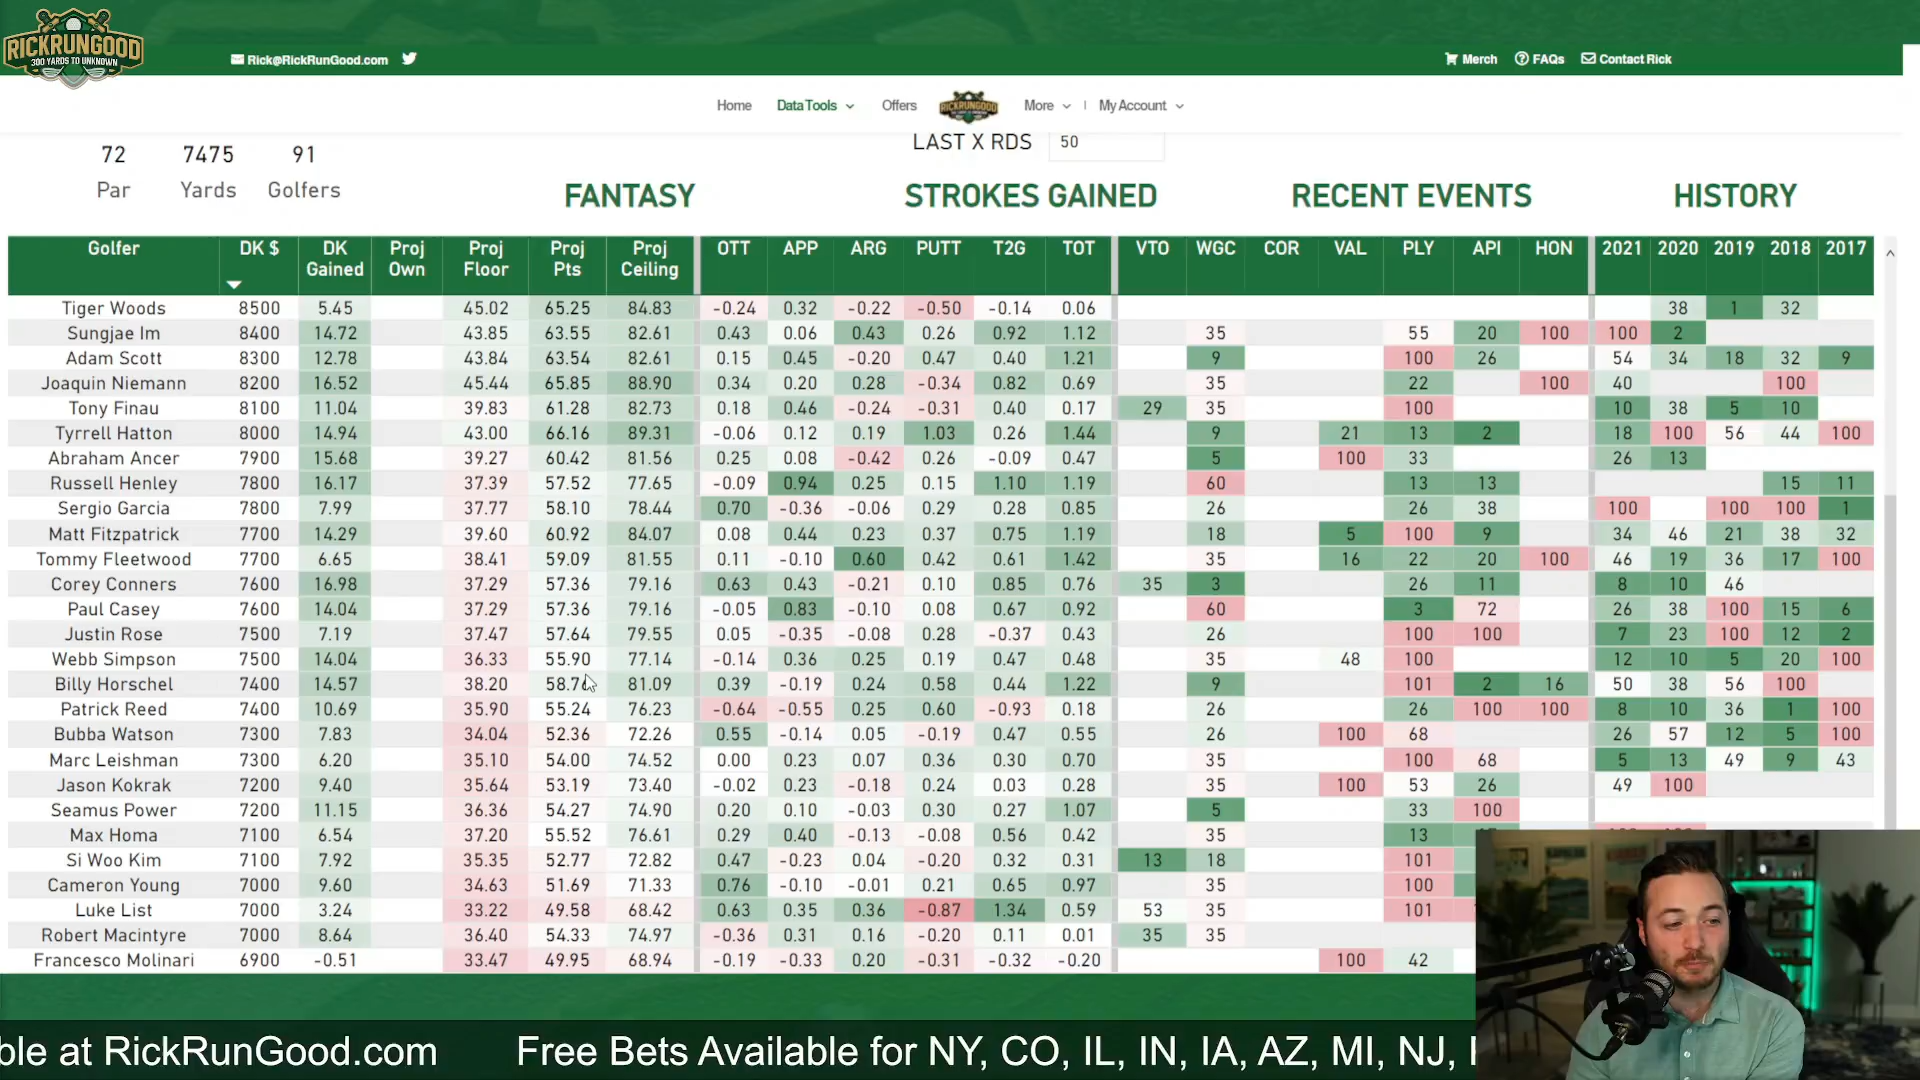 RICKRUNGOOD
300 YARDS TO UNKNOWN
Rick@RickRunGood.com
Merch FAQs Contact Rick
Home Data Tools Offers RICKRUNGOOD More | My Account
72 7475 91
Par Yards Golfers
LAST X RDS 50
FANTASY STROKES GAINED RECENT EVENTS HISTORY
Golfer DK $ DK Gained Proj Own Proj Floor Proj Pts Proj Ceiling OTT APP ARG PUTT T2G TOT VTO WGC COR VAL PLY API HON 2021 2020 2019 2018 2017
Tiger Woods 8500 5.45 45.02 65.25 84.83 -0.24 0.32 -0.22 -0.50 -0.14 0.06 38 1 32
Sungjae Im 8400 14.72 43.85 63.55 82.61 0.43 0.06 0.43 0.26 0.92 1.12 35 55 20 100 100 2
Adam Scott 8300 12.78 43.84 63.54 82.61 0.15 0.45 -0.20 0.47 0.40 1.21 9 100 26 54 34 18 32 9
Joaquin Niemann 8200 16.52 45.44 65.85 88.90 0.34 0.20 0.28 -0.34 0.82 0.69 35 22 100 40 100
Tony Finau 8100 11.04 39.83 61.28 82.73 0.18 0.46 -0.24 -0.31 0.40 0.17 29 35 100 10 38 5 10
Tyrrell Hatton 8000 14.94 43.00 66.16 89.31 -0.06 0.12 0.19 1.03 0.26 1.44 9 21 13 2 18 100 56 44 100
Abraham Ancer 7900 15.68 39.27 60.42 81.56 0.25 0.08 -0.42 0.26 -0.09 0.47 5 100 33 26 13
Russell Henley 7800 16.17 37.39 57.52 77.65 -0.09 0.94 0.25 0.15 1.10 1.19 60 13 13 15 11
Sergio Garcia 7800 7.99 37.77 58.10 78.44 0.70 -0.36 -0.06 0.29 0.28 0.85 26 26 38 100 100 100 1
Matt Fitzpatrick 7700 14.29 39.60 60.92 84.07 0.08 0.44 0.23 0.37 0.75 1.19 18 5 100 9 34 46 21 38 32
Tommy Fleetwood 7700 6.65 38.41 59.09 81.55 0.11 -0.10 0.60 0.42 0.61 1.42 35 16 22 20 100 46 19 36 17 100
Corey Conners 7600 16.98 37.29 57.36 79.16 0.63 0.43 -0.21 0.10 0.85 0.76 35 3 26 11 8 10 46
Paul Casey 7600 14.04 37.29 57.36 79.16 -0.05 0.83 -0.10 0.08 0.67 0.92 60 3 72 26 38 100 15 6
Justin Rose 7500 7.19 37.47 57.64 79.55 0.05 -0.35 -0.08 0.28 -0.37 0.43 26 100 100 7 23 100 12 2
Webb Simpson 7500 14.04 36.33 55.90 77.14 -0.14 0.36 0.25 0.19 0.47 0.48 35 48 100 12 10 5 20 100
Billy Horschel 7400 14.57 38.20 81.09 0.39 -0.19 0.24 0.58 0.44 1.22 9 101 2 16 50 38 56 100
Patrick Reed 7400 10.69 35.90 55.24 76.23 -0.64 -0.55 0.25 0.60 -0.93 0.18 26 26 100 100 8 10 36 1 100
Bubba Watson 7300 7.83 34.04 52.36 72.26 0.55 -0.14 0.05 -0.19 0.47 0.55 26 100 68 26 57 12 5 100
Marc Leishman 7300 6.20 35.10 54.00 74.52 0.00 0.23 0.07 0.36 0.30 0.70 35 100 68 5 13 49 9 43
Jason Kokrak 7200 9.40 35.64 53.19 73.40 -0.02 0.23 -0.18 0.24 0.03 0.28 35 100 53 26 49 100
Seamus Power 7200 11.15 36.36 54.27 74.90 0.20 0.10 -0.03 0.30 0.27 1.07 5 33 100
Max Homa 7100 6.54 37.20 55.52 76.61 0.29 0.40 -0.13 -0.08 0.56 0.42 35 13
Si Woo Kim 7100 7.92 35.35 52.77 72.82 0.47 -0.23 0.04 -0.20 0.32 0.31 13 18 101
Cameron Young 7000 9.60 34.63 51.69 71.33 0.76 -0.10 -0.01 0.21 0.65 0.97 35 100
Luke List 7000 3.24 33.22 49.58 68.42 0.63 0.35 0.36 -0.87 1.34 0.59 53 35 101
Robert Macintyre 7000 8.64 36.40 54.33 74.97 -0.36 0.31 0.16 -0.20 0.11 0.01 35 35
Francesco Molinari 6900 -0.51 33.47 49.95 68.94 -0.19 -0.33 0.20 -0.31 -0.32 -0.20 100 42
ble at RickRunGood.com Free Bets Available for NY, CO, IL, IN, IA, AZ, MI, NJ,